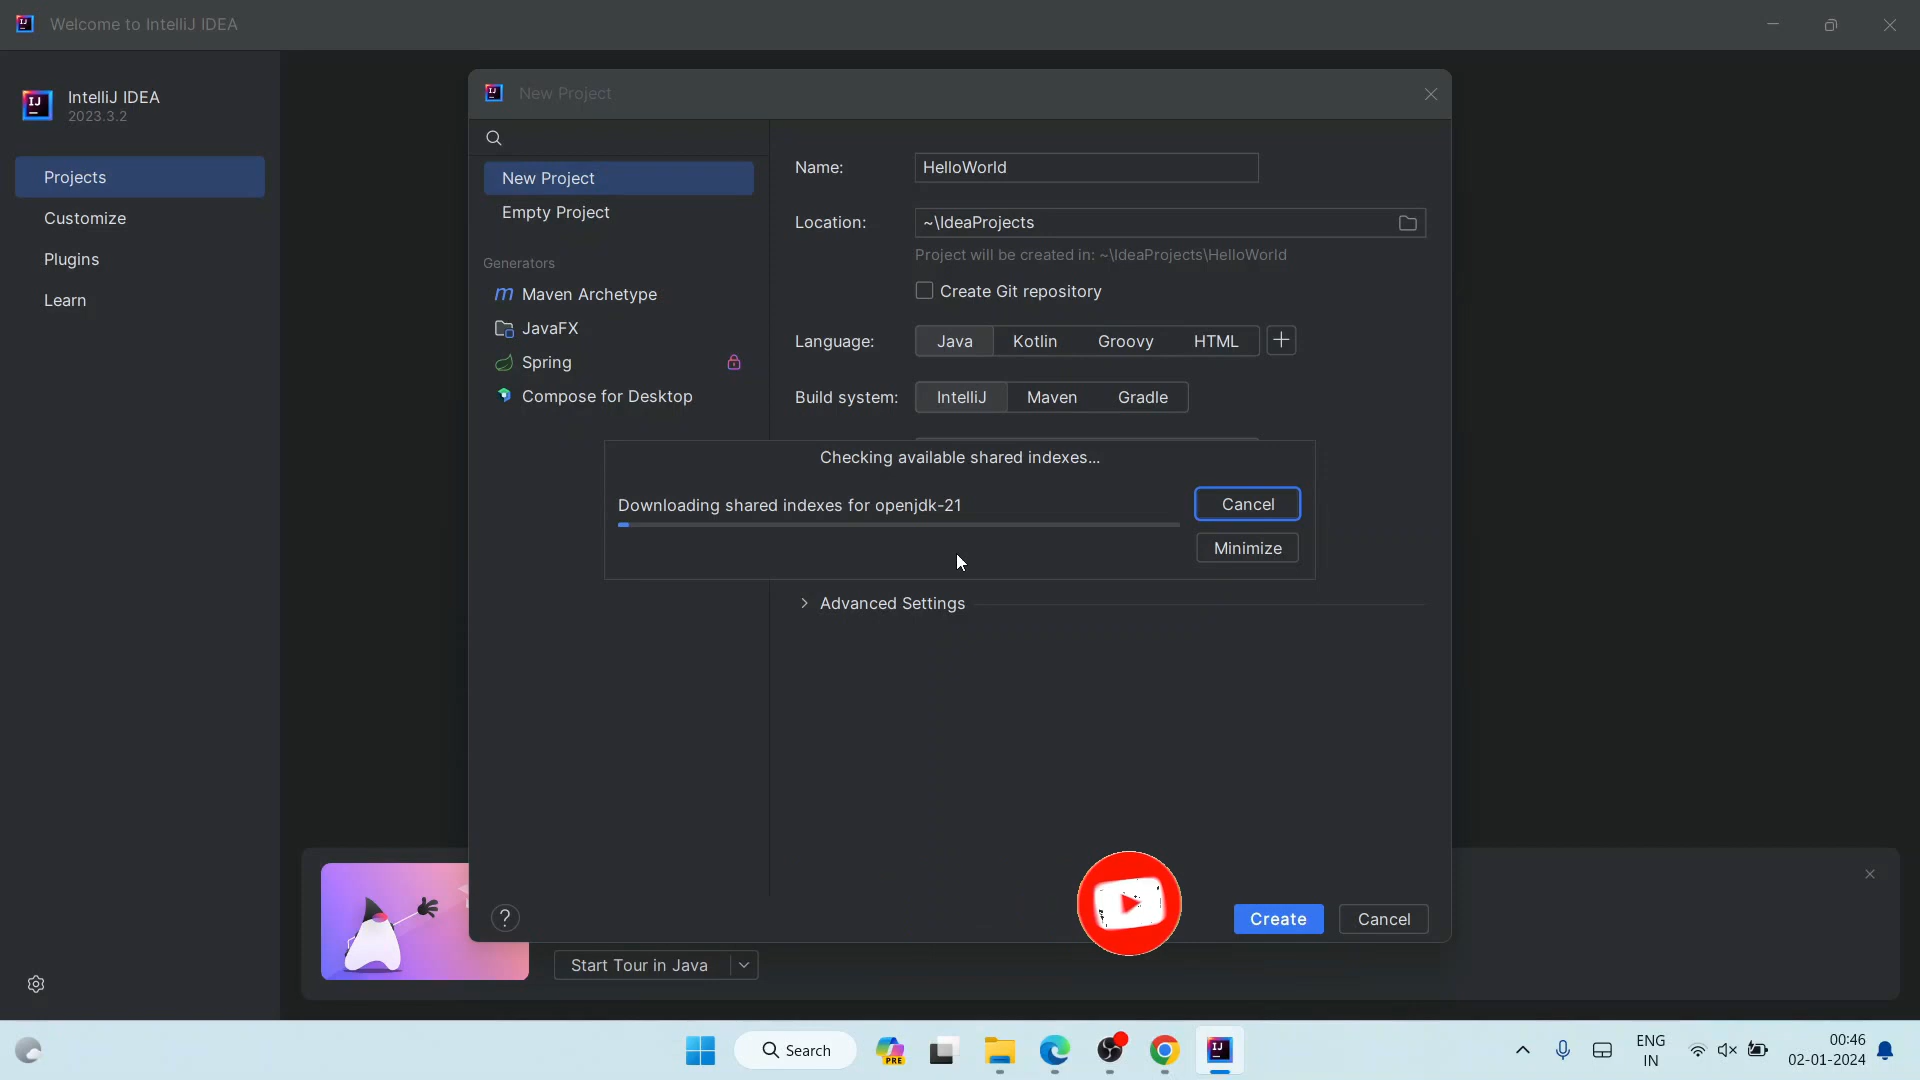 Welcome to IntelliJ IDEA
IntelliJ IDEA
2023.3.2
Projects
Customize
Plugins
Learn
New Project
New Project
Empty Project
Generators
Maven Archetype
JavaFX
Spring
Compose for Desktop
Name: HelloWorld
Location: ~\IdeaProjects
Project will be created in: ~\IdeaProjects\HelloWorld
Create Git repository
Language: Java Kotlin Groovy HTML
Build system: IntelliJ Maven Gradle
Checking available shared indexes...
Downloading shared indexes for openjdk-21
Cancel
Minimize
Advanced Settings
?
Create Cancel
Start Tour in Java
Search
PRE
ENG
IN
00:46
02-01-2024